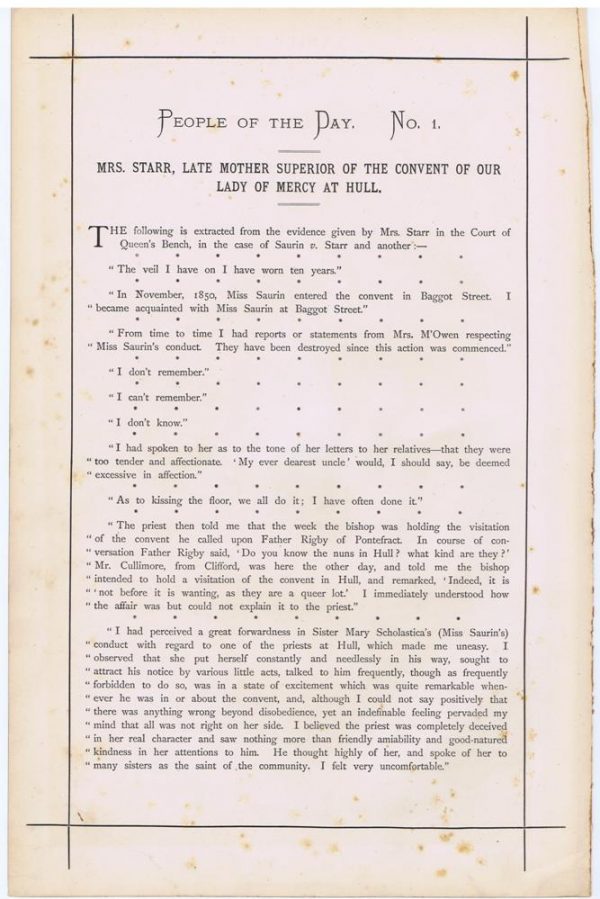 PEOPLE OF THE DAY. No. 1.
MRS. STARR, LATE MOTHER SUPERIOR OF THE CONVENT OF OUR
LADY OF MERCY AT HULL.
THE following is extracted from the evidence given by Mrs. Starr in the Court of
Queen's Bench, in the case of Saurin v. Starr and another :—
* * * * * * * * *
" The veil I have on I have worn ten years."
* * * * * * * * *
" In November, 1850, Miss Saurin entered the convent in Baggot Street. I
" became acquainted with Miss Saurin at Baggot Street."
* * * * * * * * *
" From time to time I had reports or statements from Mrs. M'Owen respecting
" Miss Saurin's conduct. They have been destroyed since this action was commenced."
* * * * * * * * *
" I don't remember."
* * * * * * * * *
" I can't remember."
* * * * * * * * *
" I don't know."
* * * * * * * * *
" I had spoken to her as to the tone of her letters to her relatives—that they were
" too tender and affectionate. ' My ever dearest uncle ' would, I should say, be deemed
" excessive in affection."
* * * * * * * * *
" As to kissing the floor, we all do it ; I have often done it."
* * * * * * * * *
" The priest then told me that the week the bishop was holding the visitation
" of the convent he called upon Father Rigby of Pontefract. In course of con-
" versation Father Rigby said, ' Do you know the nuns in Hull ? what kind are they ?'
" Mr. Cullimore, from Clifford, was here the other day, and told me the bishop
" intended to hold a visitation of the convent in Hull, and remarked, ' Indeed, it is
" ' not before it is wanting, as they are a queer lot.' I immediately understood how
" the affair was but could not explain it to the priest."
* * * * * * * * *
" I had perceived a great forwardness in Sister Mary Scholastica's (Miss Saurin's)
" conduct with regard to one of the priests at Hull, which made me uneasy. I
" observed that she put herself constantly and needlessly in his way, sought to
" attract his notice by various little acts, talked to him frequently, though as frequently
" forbidden to do so, was in a state of excitement which was quite remarkable when-
" ever he was in or about the convent, and, although I could not say positively that
" there was anything wrong beyond disobedience, yet an indefinable feeling pervaded my
" mind that all was not right on her side. I believed the priest was completely deceived
" in her real character and saw nothing more than friendly amiability and good-natured
" kindness in her attentions to him. He thought highly of her, and spoke of her to
" many sisters as the saint of the community. I felt very uncomfortable."